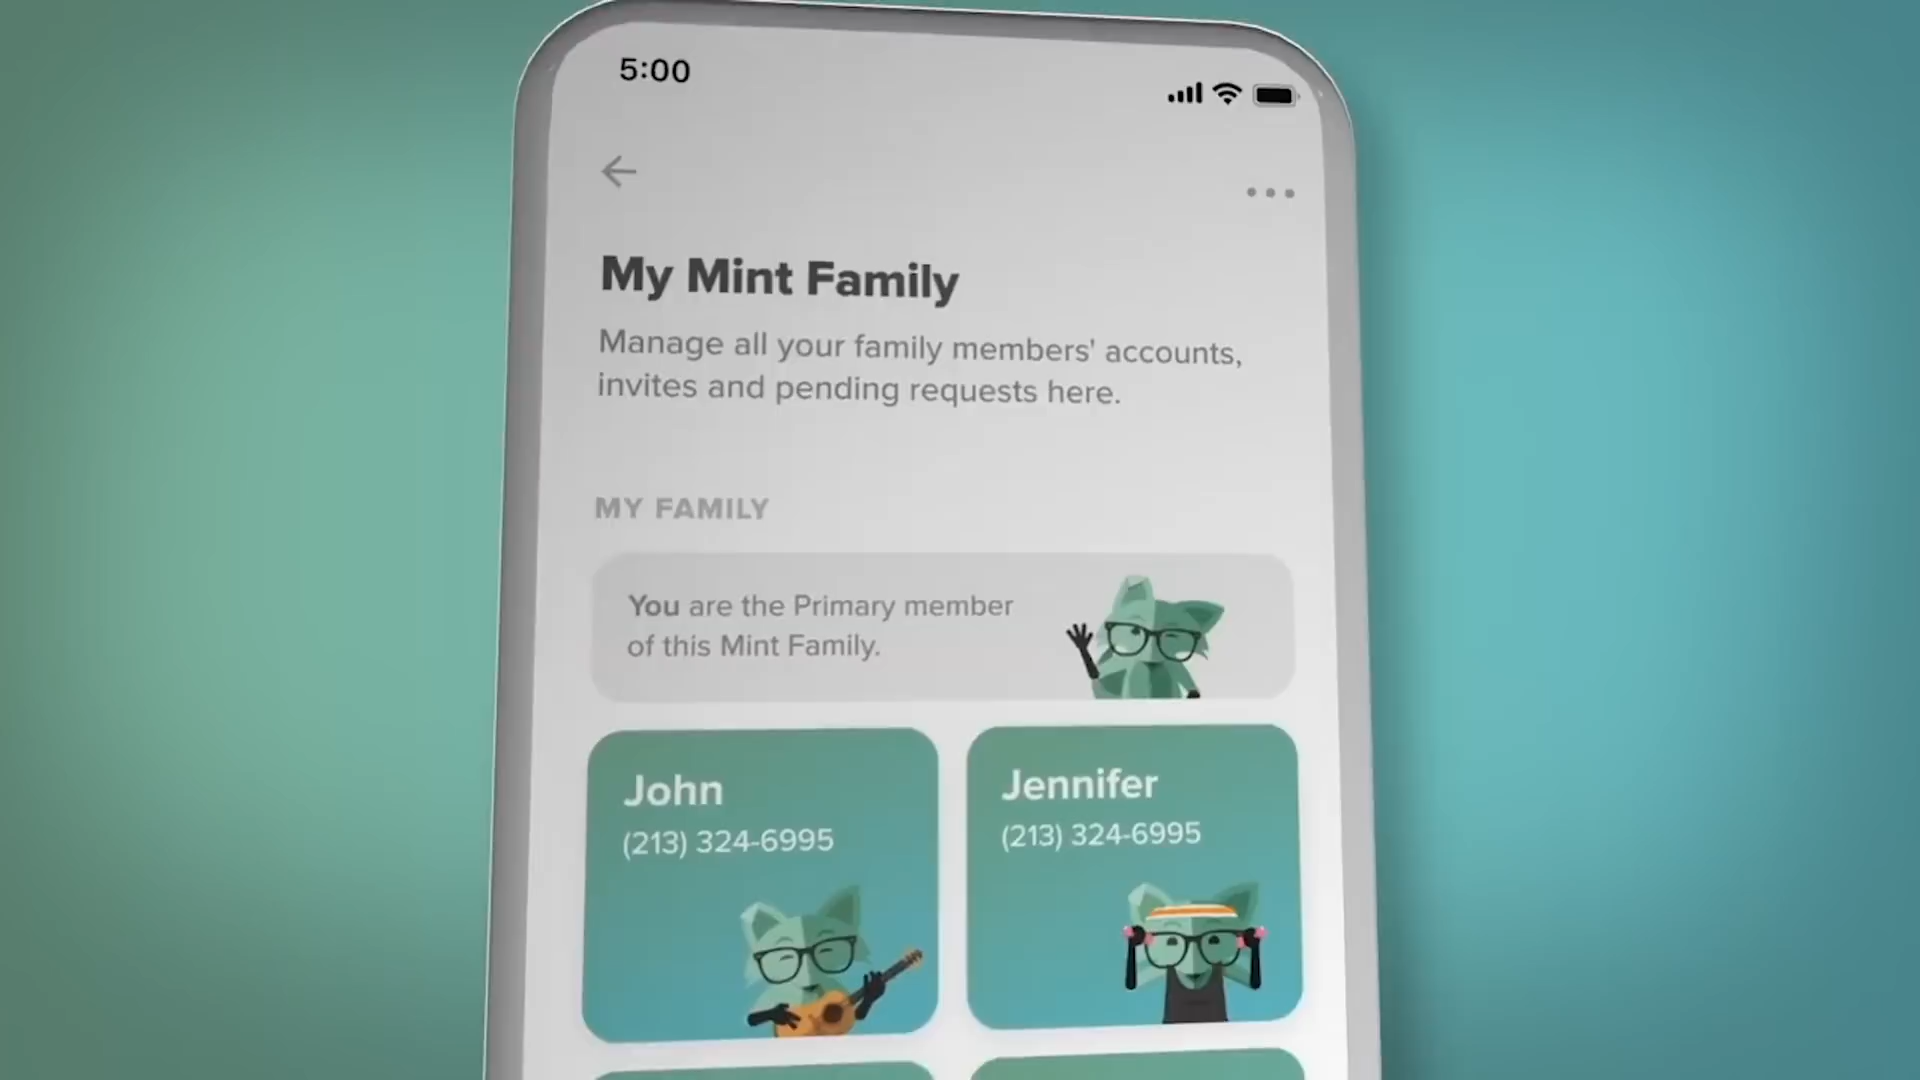 5:00
My Mint Family
Manage all your family members' accounts,
invites and pending requests here.
MY FAMILY
You are the Primary member
of this Mint Family.
John
(213) 324-6995
Jennifer
(213) 324-6995